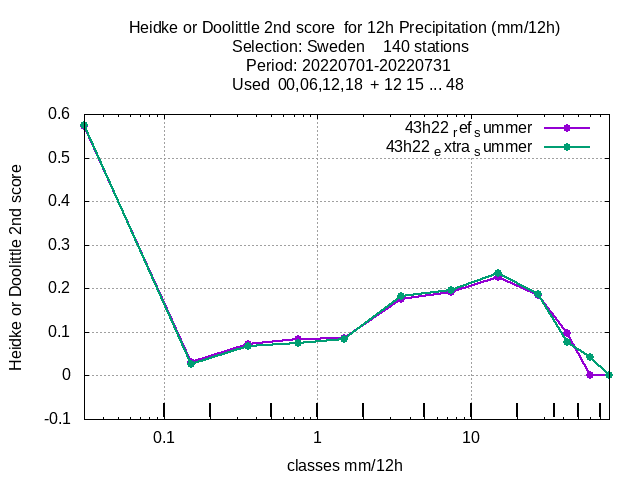 Heidke or Doolittle 2nd score  for 12h Precipitation (mm/12h)
Selection: Sweden    140 stations
Period: 20220701-20220731
Used  00,06,12,18  + 12 15 ... 48
43h22 ref summer
43h22 extra summer
Heidke or Doolittle 2nd score
0.6
0.5
0.4
0.3
0.2
0.1
0
-0.1
0.1 1 10
classes mm/12h